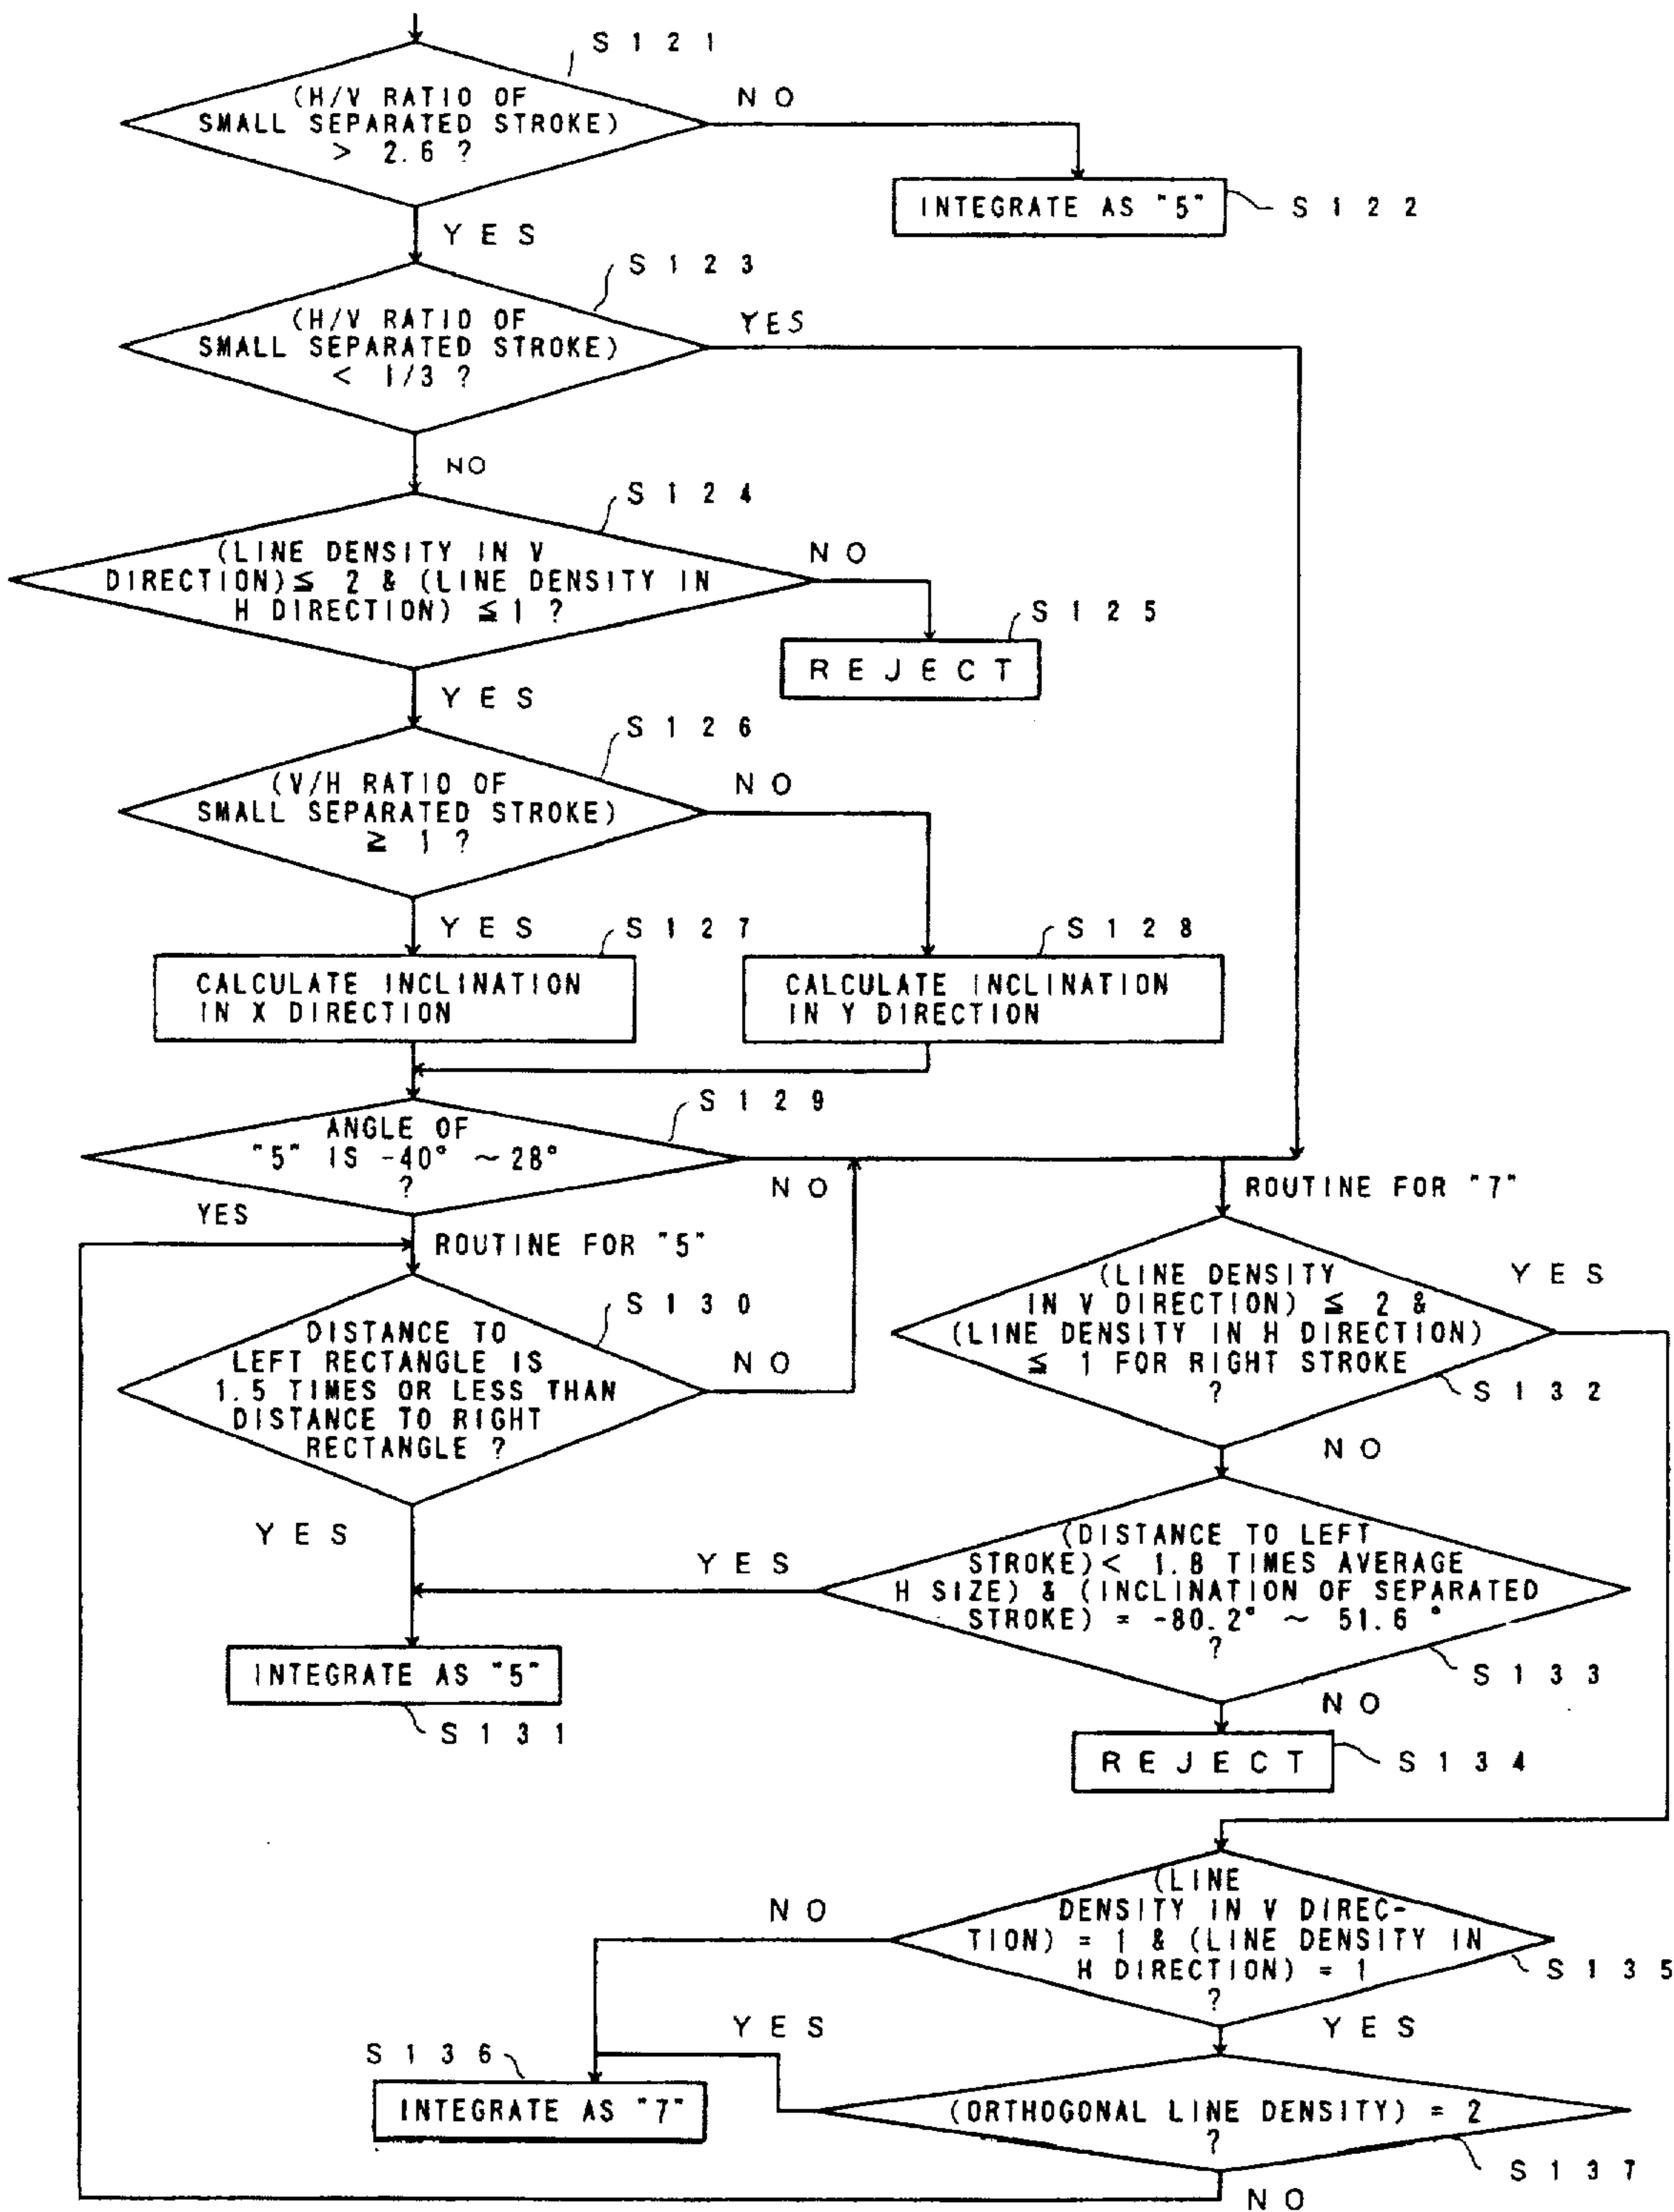 S121
(H/V RATIO OF
SMALL SEPARATED STROKE)
> 2.6 ?
NO
INTEGRATE AS "5"
S122
YES
S123
(H/V RATIO OF
SMALL SEPARATED STROKE)
< 1/3 ?
YES
NO
S124
(LINE DENSITY IN V
DIRECTION)≦ 2 & (LINE DENSITY IN
H DIRECTION) ≦1 ?
NO
S125
REJECT
YES
S126
(V/H RATIO OF
SMALL SEPARATED STROKE)
≧ 1 ?
NO
YES
S127
CALCULATE INCLINATION
IN X DIRECTION
S128
CALCULATE INCLINATION
IN Y DIRECTION
S129
ANGLE OF
"5" IS -40° ~28°
?
NO
YES
ROUTINE FOR "5"
ROUTINE FOR "7"
S130
DISTANCE TO
LEFT RECTANGLE IS
1.5 TIMES OR LESS THAN
DISTANCE TO RIGHT
RECTANGLE ?
NO
YES
(LINE DENSITY
IN V DIRECTION) ≦ 2 &
(LINE DENSITY IN H DIRECTION)
≦ 1 FOR RIGHT STROKE
?
YES
S132
NO
(DISTANCE TO LEFT
STROKE)< 1.8 TIMES AVERAGE
H SIZE) & (INCLINATION OF SEPARATED
STROKE) = -80.2° ~ 51.6 °
?
YES
S133
INTEGRATE AS "5"
S131
NO
REJECT
S134
(LINE
DENSITY IN V DIREC-
TION) = 1 & (LINE DENSITY IN
H DIRECTION) = 1
?
NO
S135
YES
YES
S136
INTEGRATE AS "7"
(ORTHOGONAL LINE DENSITY) = 2
?
S137
NO